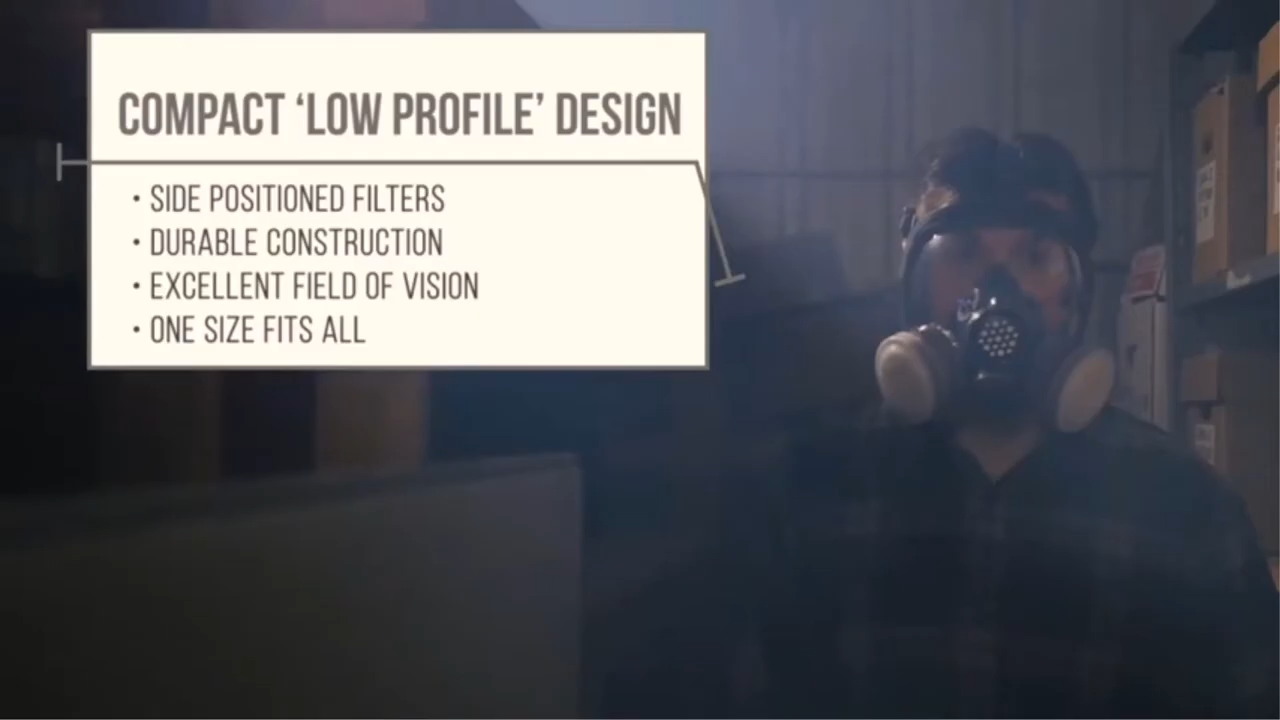 COMPACT ‘LOW PROFILE’ DESIGN
• SIDE POSITIONED FILTERS
• DURABLE CONSTRUCTION
• EXCELLENT FIELD OF VISION
• ONE SIZE FITS ALL